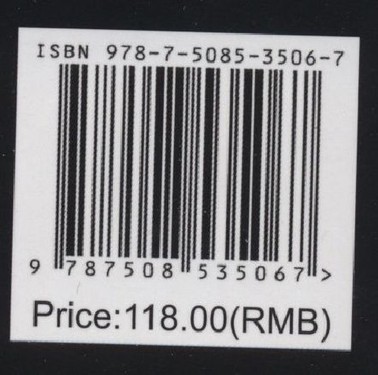 ISBN 978-7-5085-3506-7
9 787508 535067 >
Price:118.00(RMB)